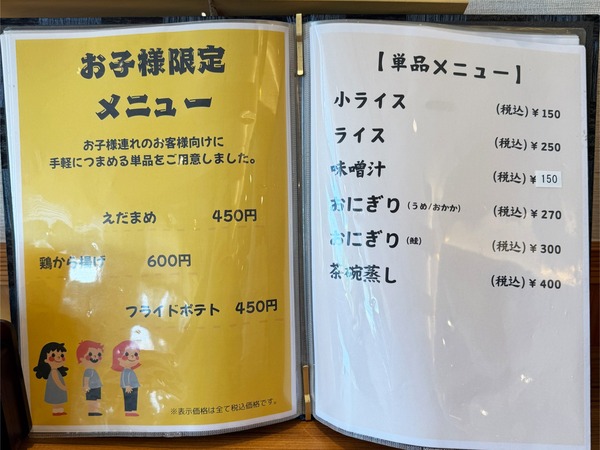 お子様限定
メニュー
お子様連れのお客様向けに
手軽につまめる単品をご用意しました。
えだまめ 450円
鶏から揚げ 600円
フライドポテト 450円
※表示価格は全て税込価格です。
【単品メニュー】
小ライス (税込)¥150
ライス (税込)¥250
味噌汁 (税込)¥150
おにぎり(うめ/おかか) (税込)¥270
おにぎり(鮭) (税込)¥300
茶碗蒸し (税込)¥400